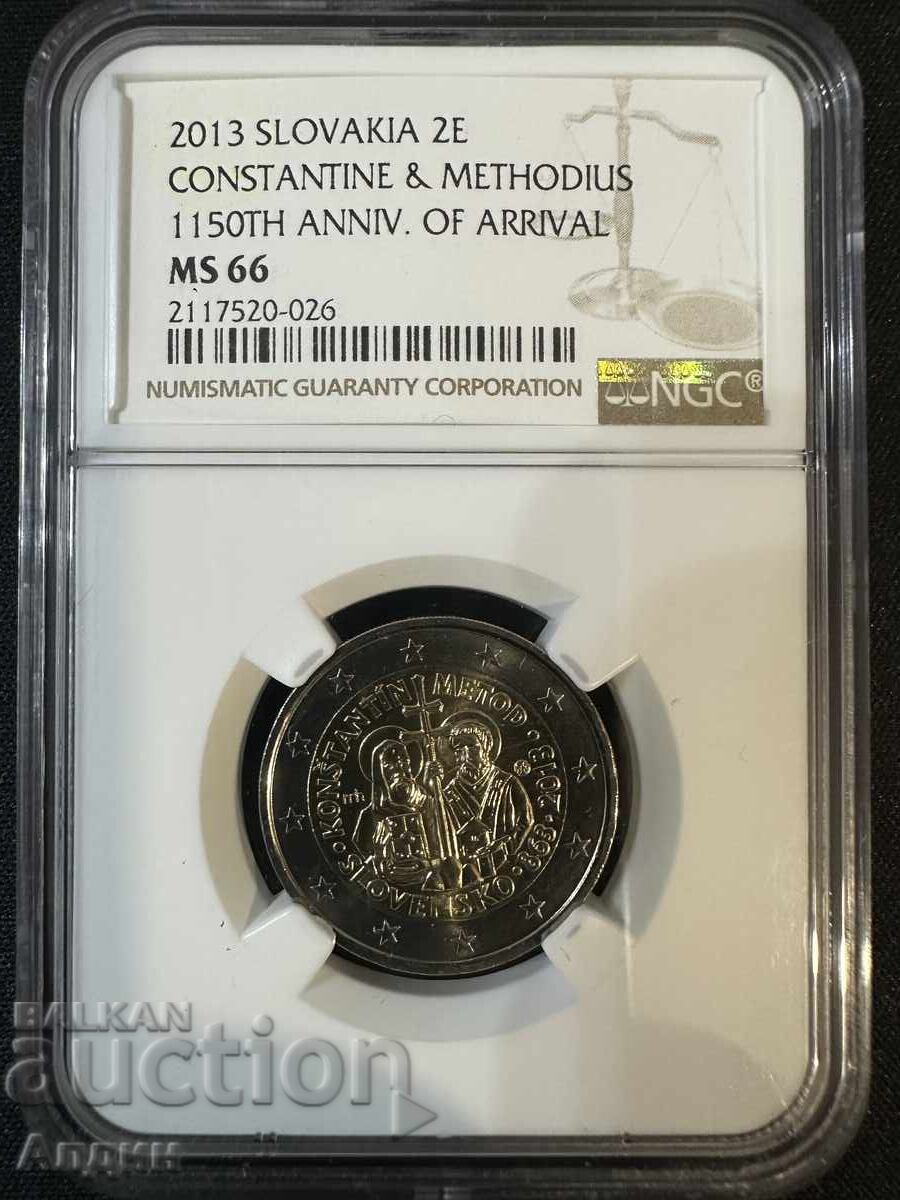 2013 SLOVAKIA 2E
CONSTANTINE & METHODIUS
1150TH ANNIV. OF ARRIVAL
MS 66
2117520-026
NUMISMATIC GUARANTY CORPORATION
NGC®
KONŠTANTÍN METOD · 863 · 2013
SLOVENSKO
BALKAN
auction
Алдин